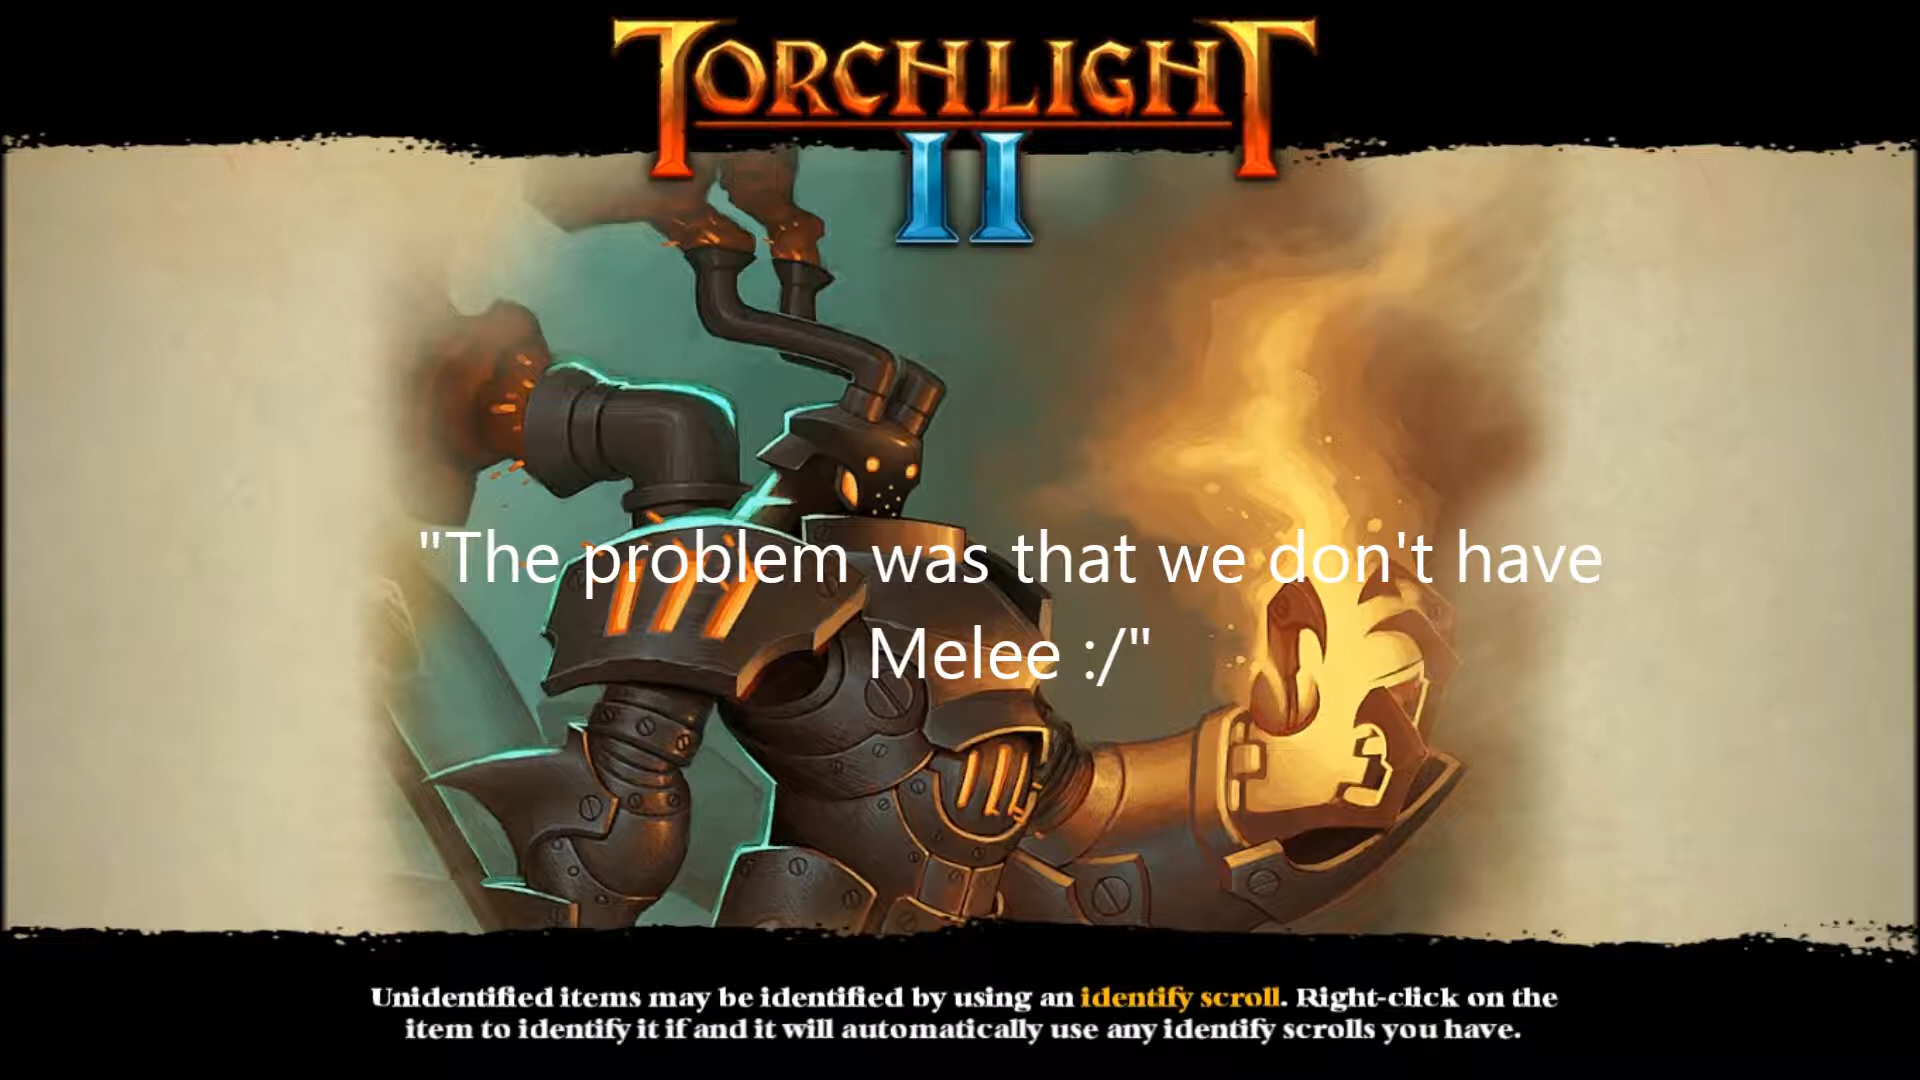 TORCHLIGHT
II
"The problem was that we don't have
Melee :/"
Unidentified items may be identified by using an identify scroll. Right-click on the
item to identify it if and it will automatically use any identify scrolls you have.